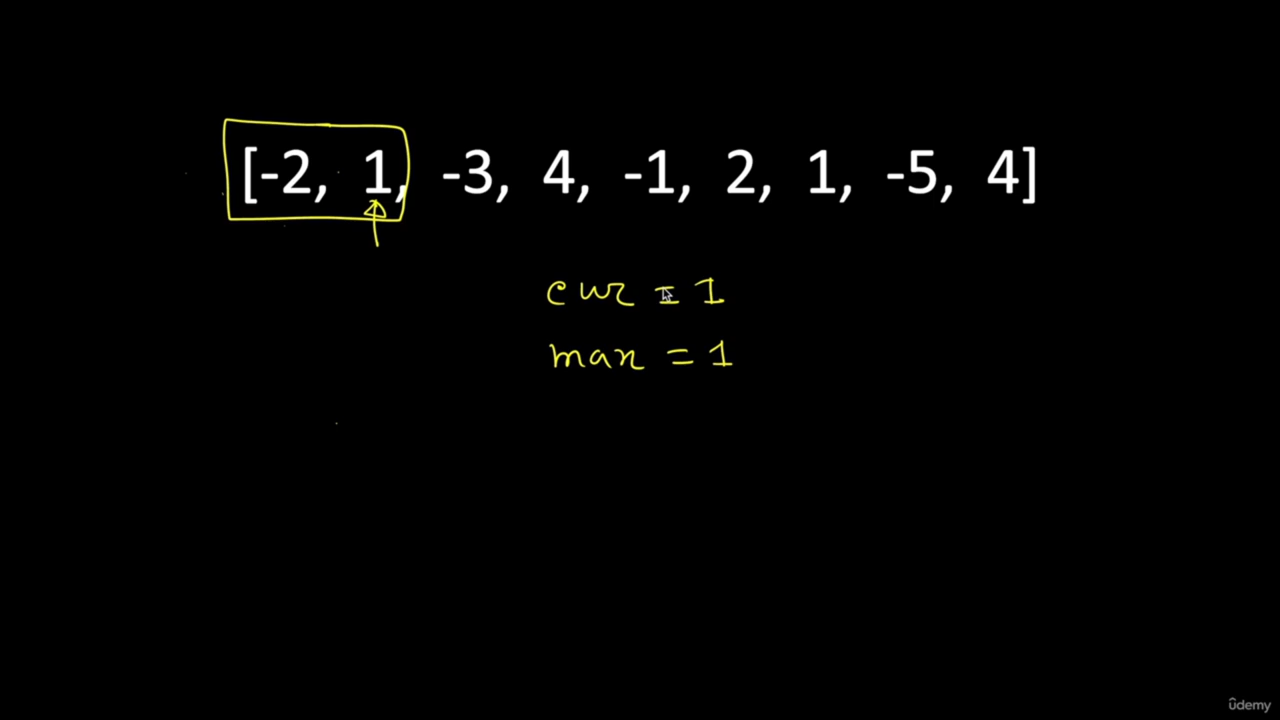 [-2, 1, -3, 4, -1, 2, 1, -5, 4]
cur = 1
max = 1
ûdemy